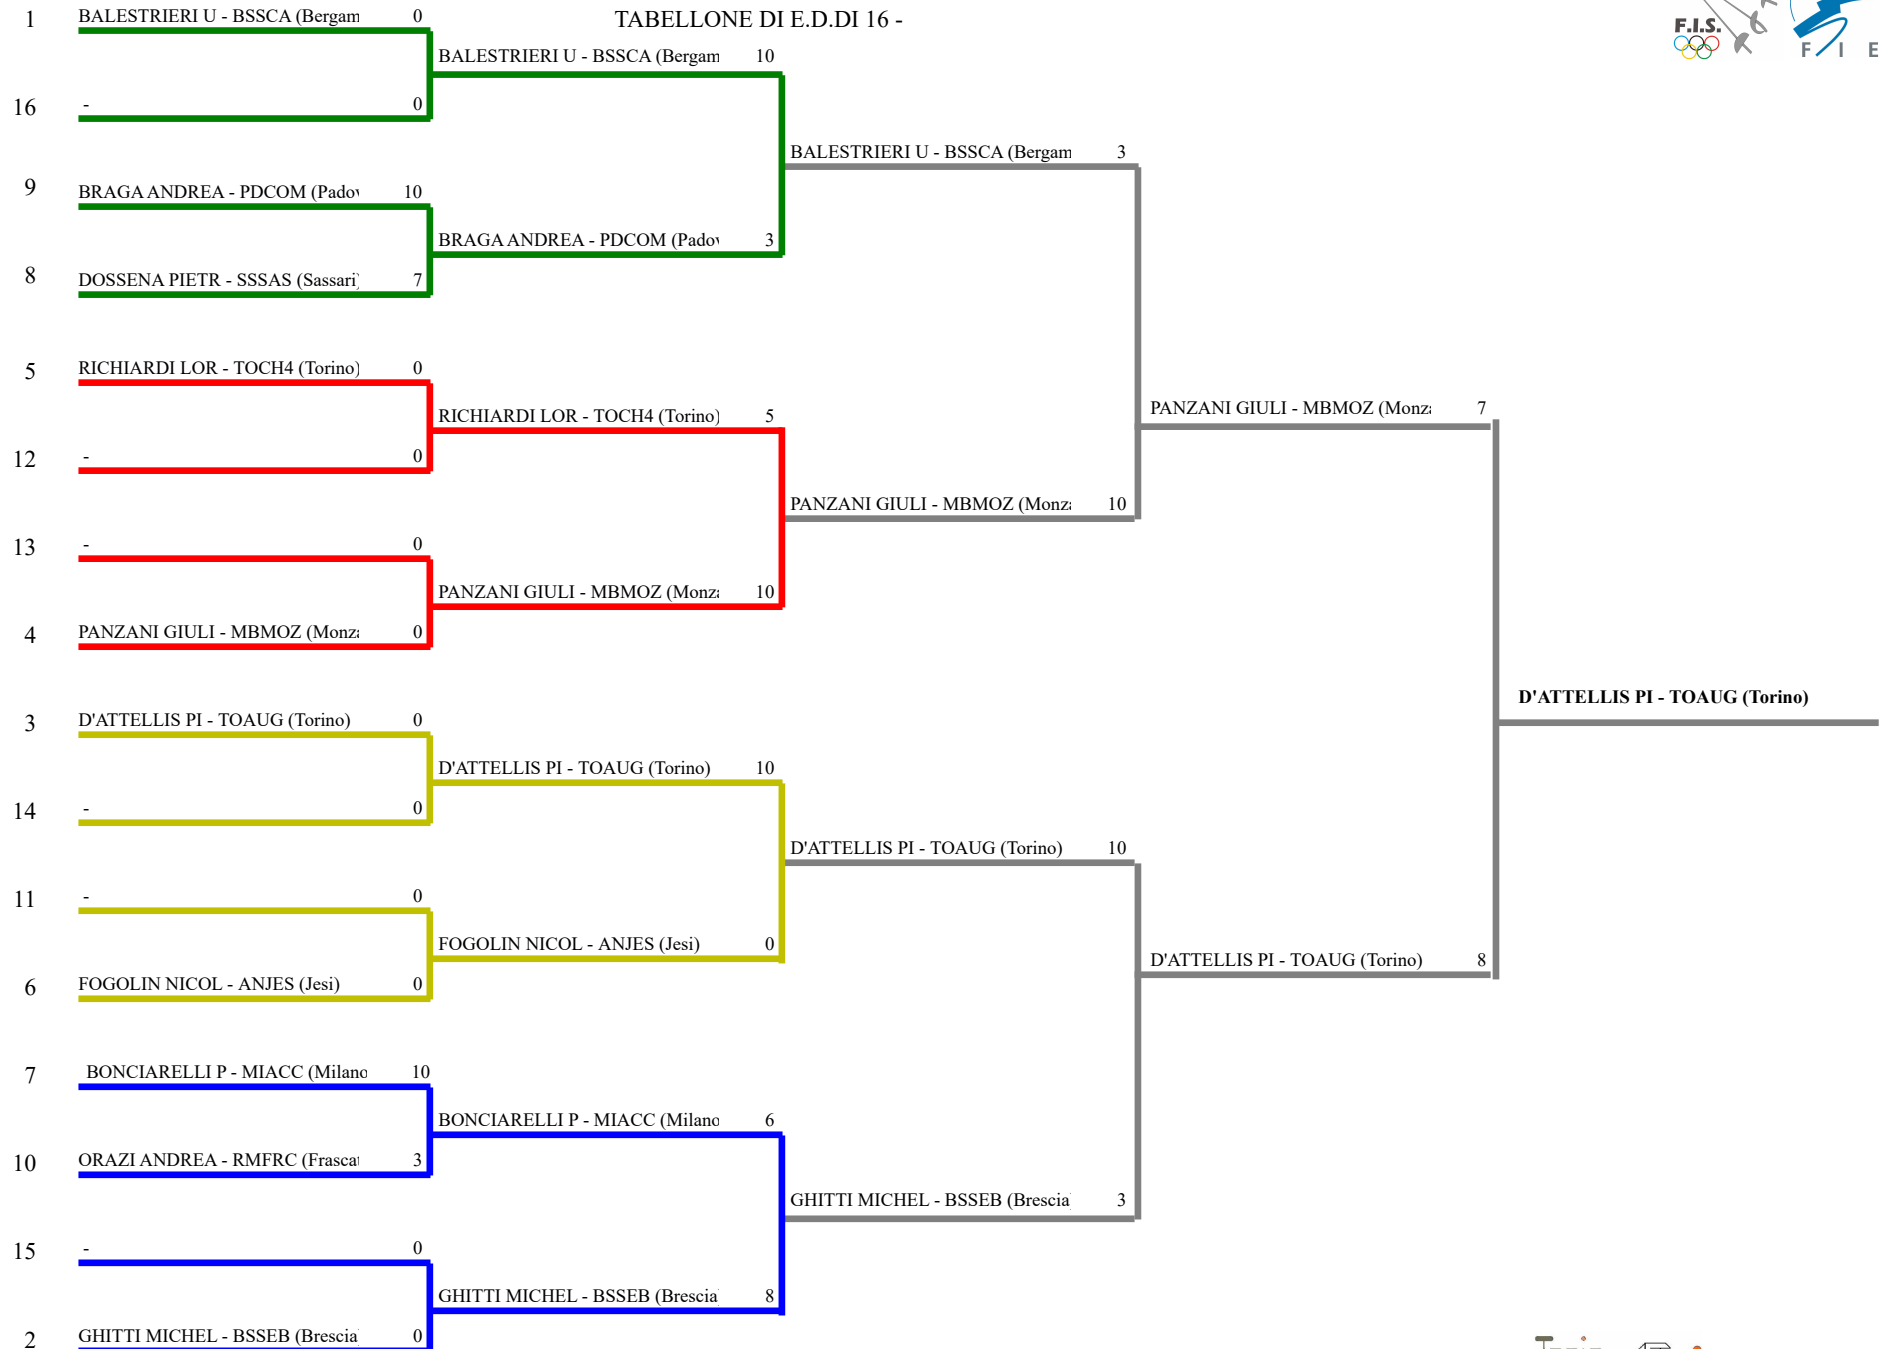 TABELLONE DI E.D.DI 16 -
F.I.S.
F I E
1 BALESTRIERI U - BSSCA (Bergam 0
BALESTRIERI U - BSSCA (Bergam 10
16 - 0
BALESTRIERI U - BSSCA (Bergam 3
9 BRAGA ANDREA - PDCOM (Padov 10
BRAGA ANDREA - PDCOM (Padov 3
8 DOSSENA PIETR - SSSAS (Sassari) 7
5 RICHIARDI LOR - TOCH4 (Torino) 0
PANZANI GIULI - MBMOZ (Monza 7
RICHIARDI LOR - TOCH4 (Torino) 5
12 - 0
PANZANI GIULI - MBMOZ (Monza 10
13 - 0
PANZANI GIULI - MBMOZ (Monza 10
4 PANZANI GIULI - MBMOZ (Monza 0
D'ATTELLIS PI - TOAUG (Torino)
3 D'ATTELLIS PI - TOAUG (Torino) 0
D'ATTELLIS PI - TOAUG (Torino) 10
14 - 0
D'ATTELLIS PI - TOAUG (Torino) 10
11 - 0
FOGOLIN NICOL - ANJES (Jesi) 0
D'ATTELLIS PI - TOAUG (Torino) 8
6 FOGOLIN NICOL - ANJES (Jesi) 0
7 BONCIARELLI P - MIACC (Milano 10
BONCIARELLI P - MIACC (Milano 6
10 ORAZI ANDREA - RMFRC (Frascat 3
GHITTI MICHEL - BSSEB (Brescia) 3
15 - 0
GHITTI MICHEL - BSSEB (Brescia) 8
2 GHITTI MICHEL - BSSEB (Brescia) 0